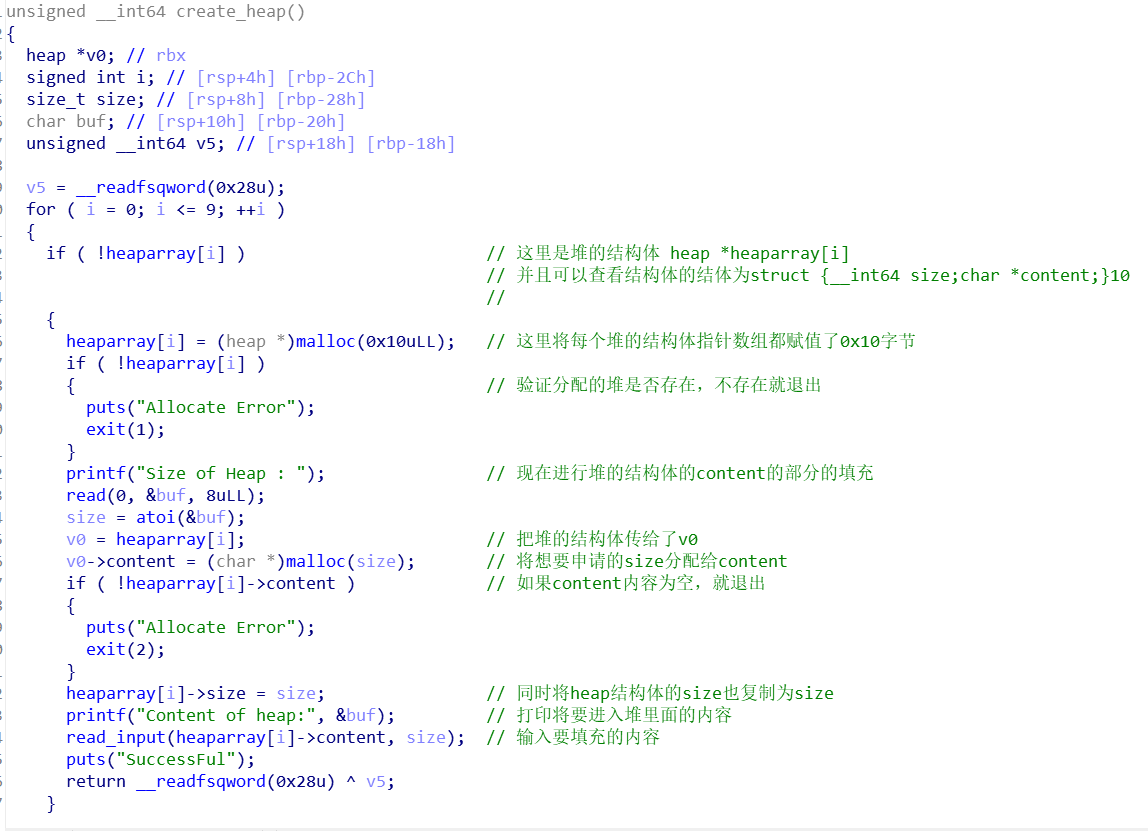 unsigned __int64 create_heap()
{
  heap *v0; // rbx
  signed int i; // [rsp+4h] [rbp-2Ch]
  size_t size; // [rsp+8h] [rbp-28h]
  char buf; // [rsp+10h] [rbp-20h]
  unsigned __int64 v5; // [rsp+18h] [rbp-18h]
  v5 = __readfsqword(0x28u);
  for ( i = 0; i <= 9; ++i )
  {
    if ( !heaparray[i] ) // 这里是堆的结构体 heap *heaparray[i]
 // 并且可以查看结构体的结体为struct {__int64 size;char *content;}10
 //
    {
      heaparray[i] = (heap *)malloc(0x10uLL); // 这里将每个堆的结构体指针数组都赋值了0x10字节
      if ( !heaparray[i] )
      { // 验证分配的堆是否存在，不存在就退出
        puts("Allocate Error");
        exit(1);
      }
      printf("Size of Heap : "); // 现在进行堆的结构体的content的部分的填充
      read(0, &buf, 8uLL);
      size = atoi(&buf);
      v0 = heaparray[i]; // 把堆的结构体传给了v0
      v0->content = (char *)malloc(size); // 将想要申请的size分配给content
      if ( !heaparray[i]->content ) // 如果content内容为空，就退出
      {
        puts("Allocate Error");
        exit(2);
      }
      heaparray[i]->size = size; // 同时将heap结构体的size也复制为size
      printf("Content of heap:", &buf); // 打印将要进入堆里面的内容
      read_input(heaparray[i]->content, size); // 输入要填充的内容
      puts("SuccessFul");
      return __readfsqword(0x28u) ^ v5;
    }